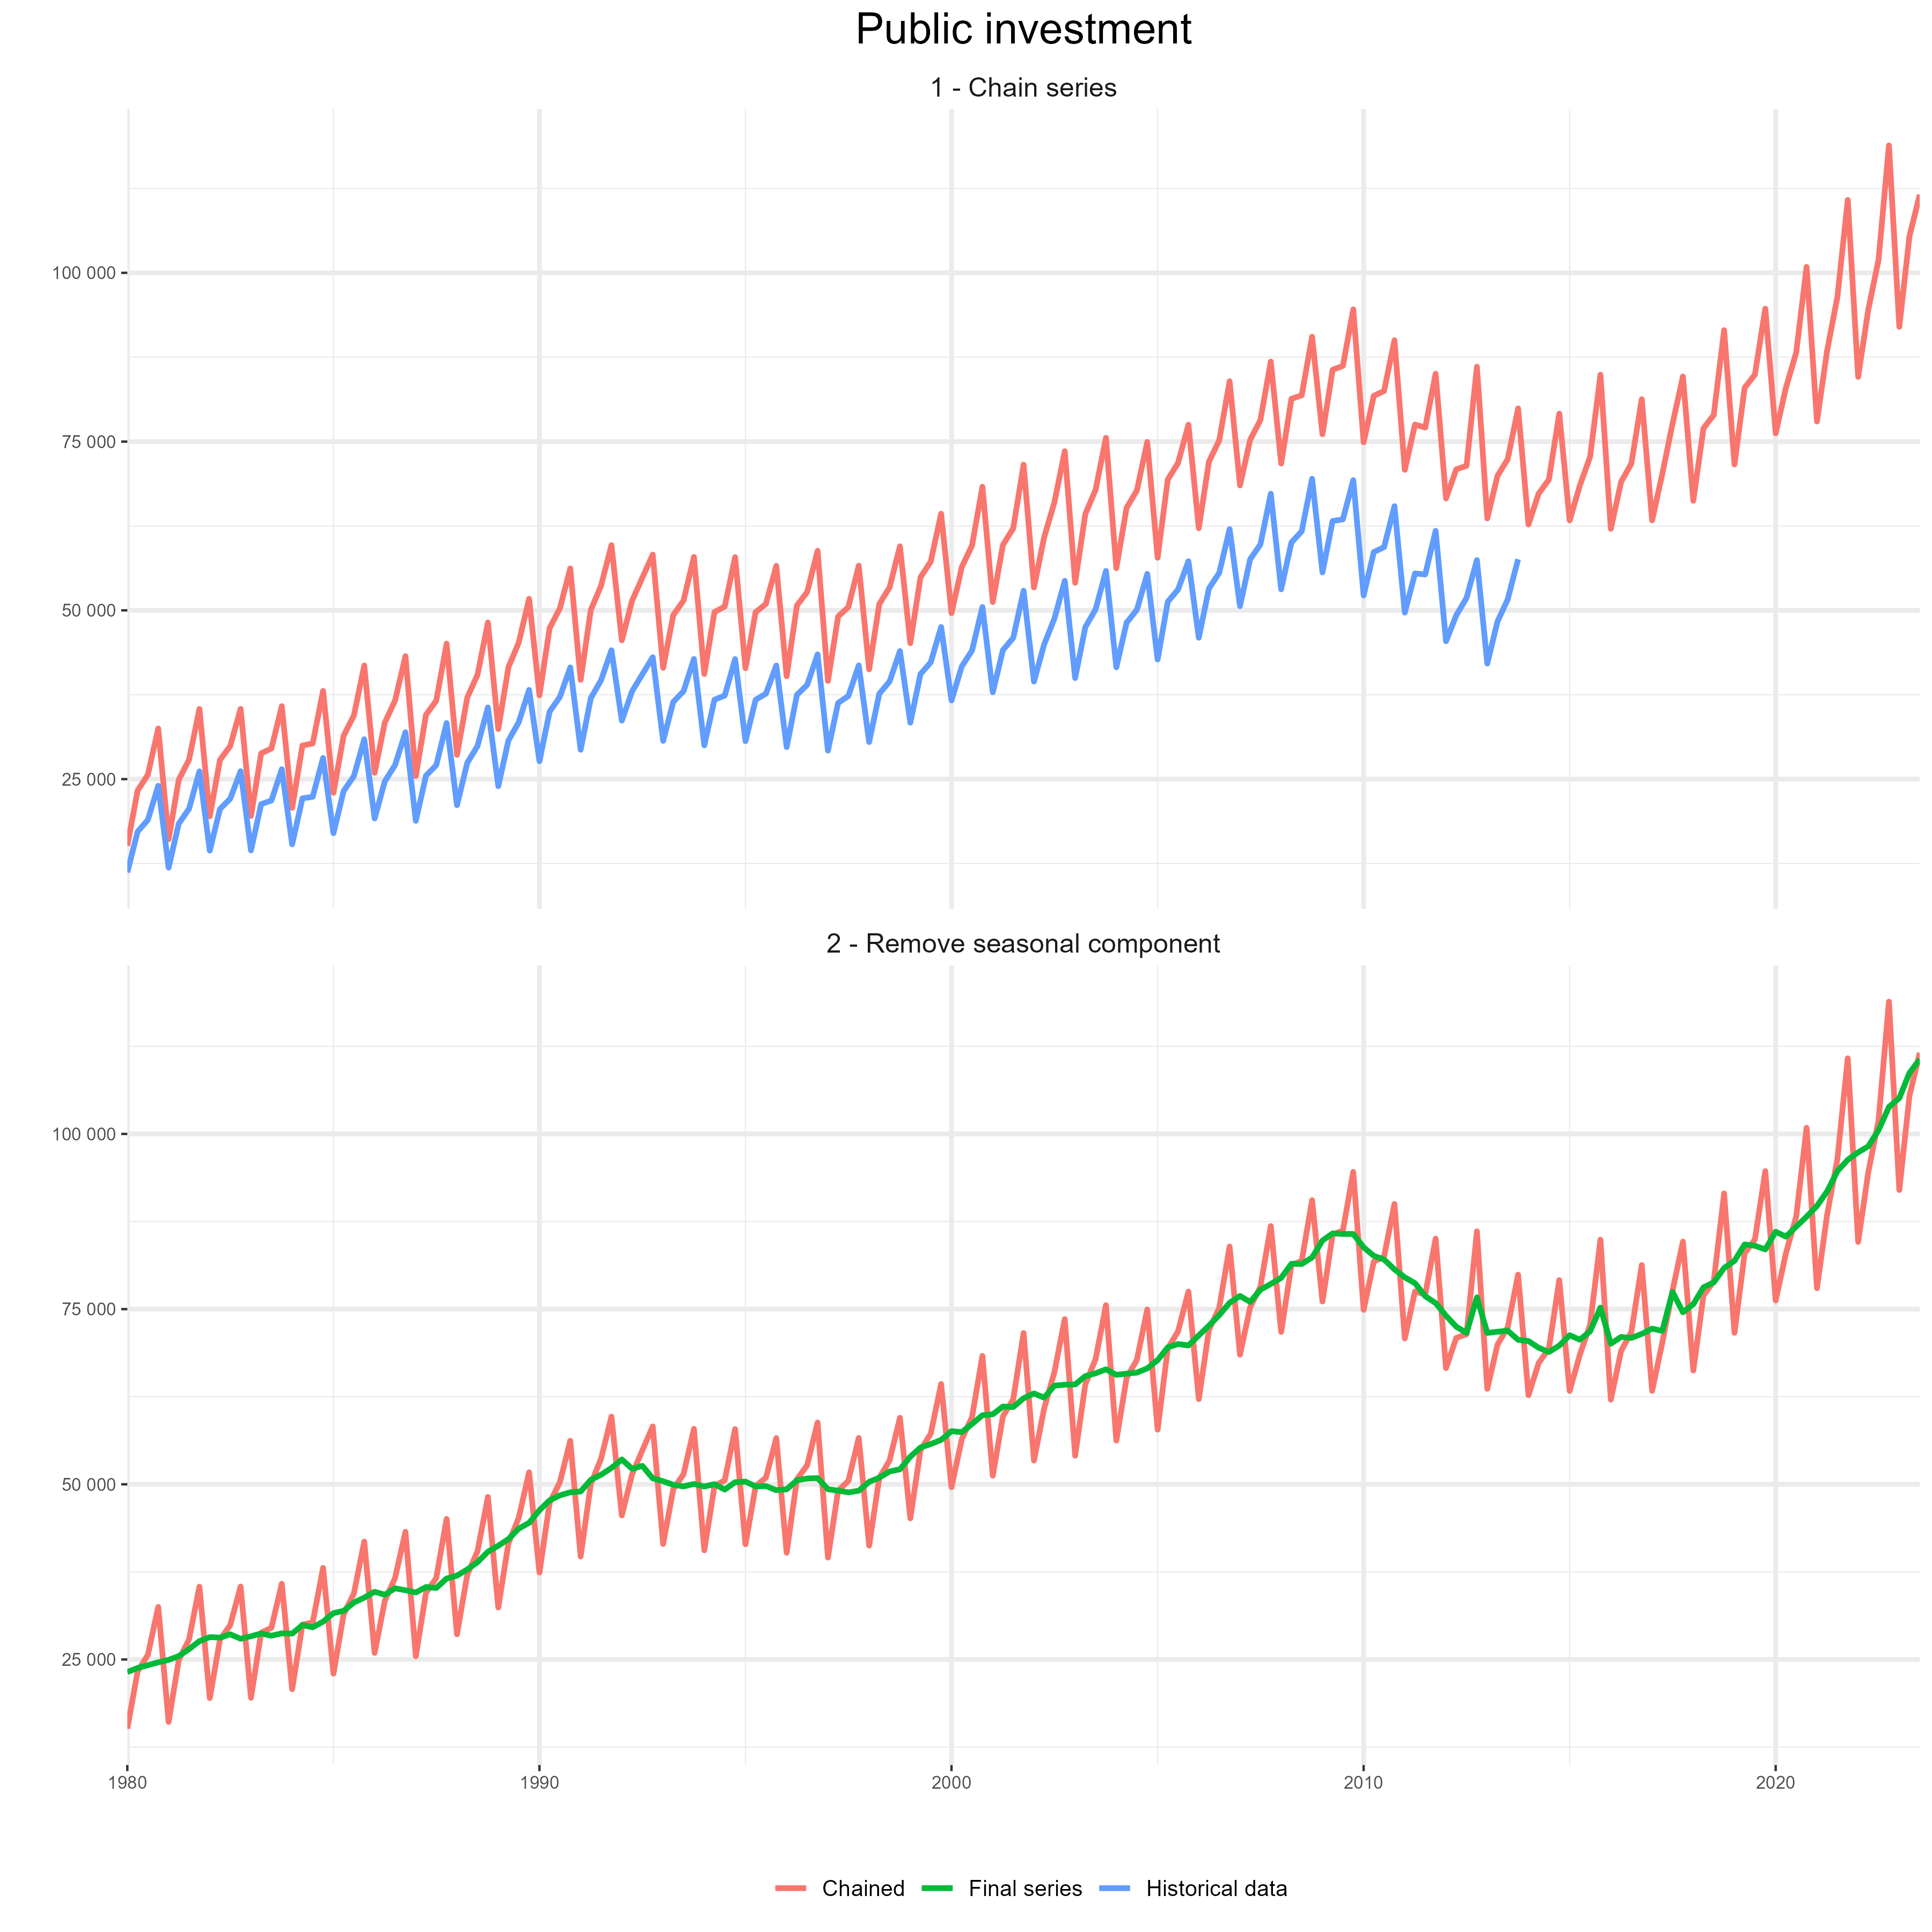 Public investment
1 - Chain series
100 000
75 000
50 000
25 000
2 - Remove seasonal component
100 000
75 000
50 000
25 000
1980 1990 2000 2010 2020
Chained Final series Historical data